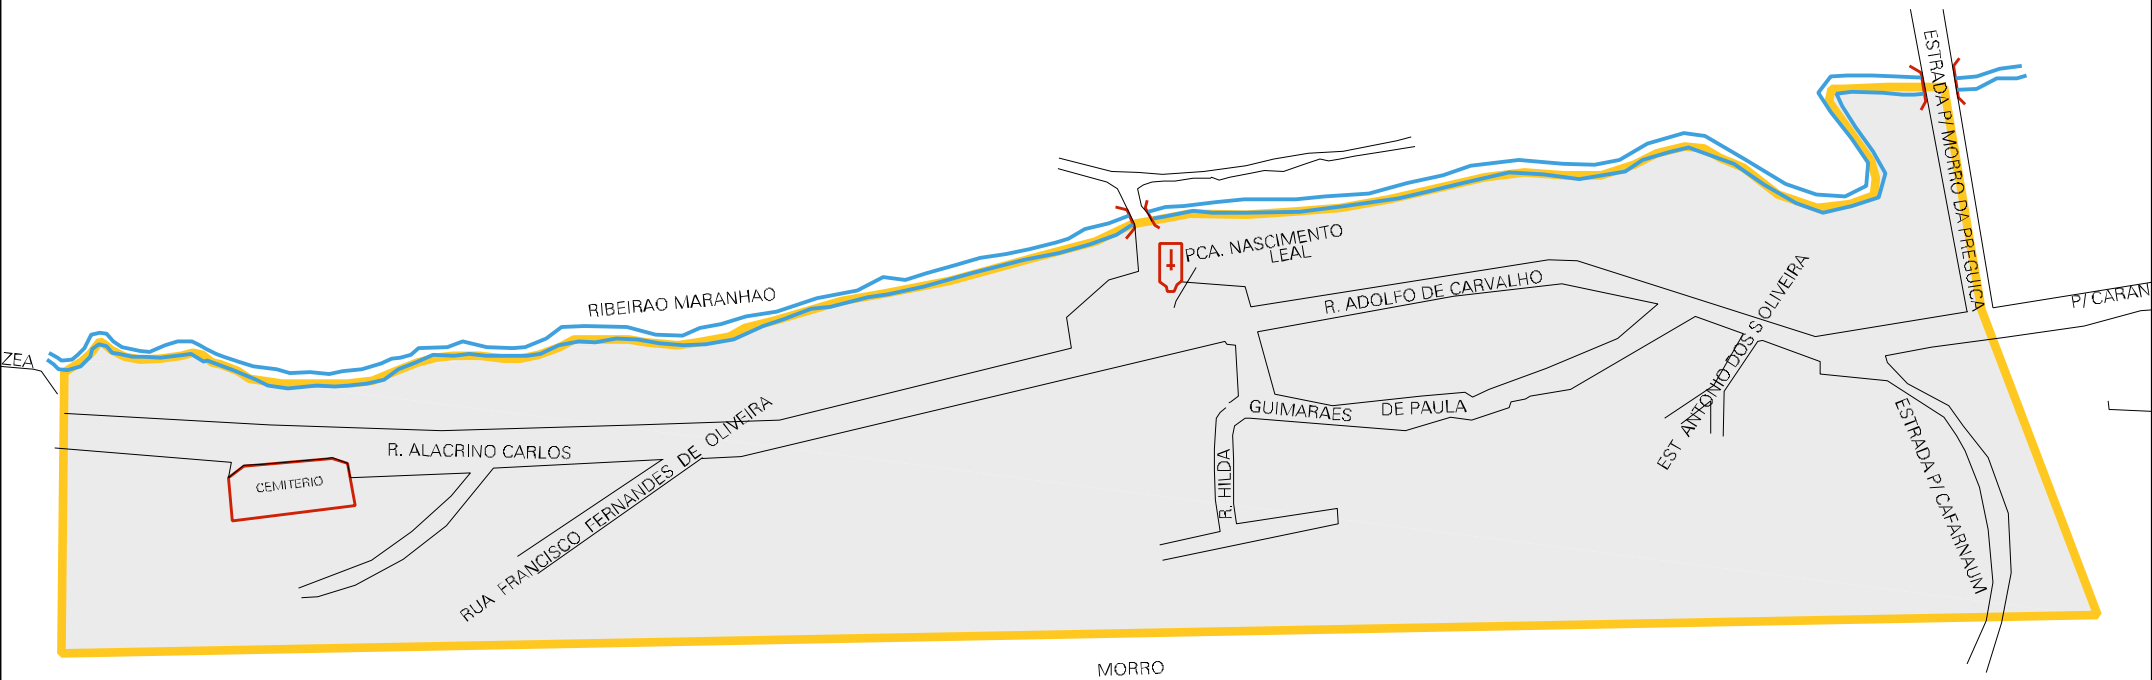 ESTRADA P/ MORRO DA PREGUICA
PCA. NASCIMENTO
LEAL
RIBEIRAO MARANHAO
R. ADOLFO DE CARVALHO
EST ANTONIO DOS S OLIVEIRA
P/ CARAN
ZEA
GUIMARAES DE PAULA
R. ALACRINO CARLOS
RUA FRANCISCO FERNANDES DE OLIVEIRA
CEMITERIO
R. HILDA
ESTRADA P/ CAFARNAUM
MORRO